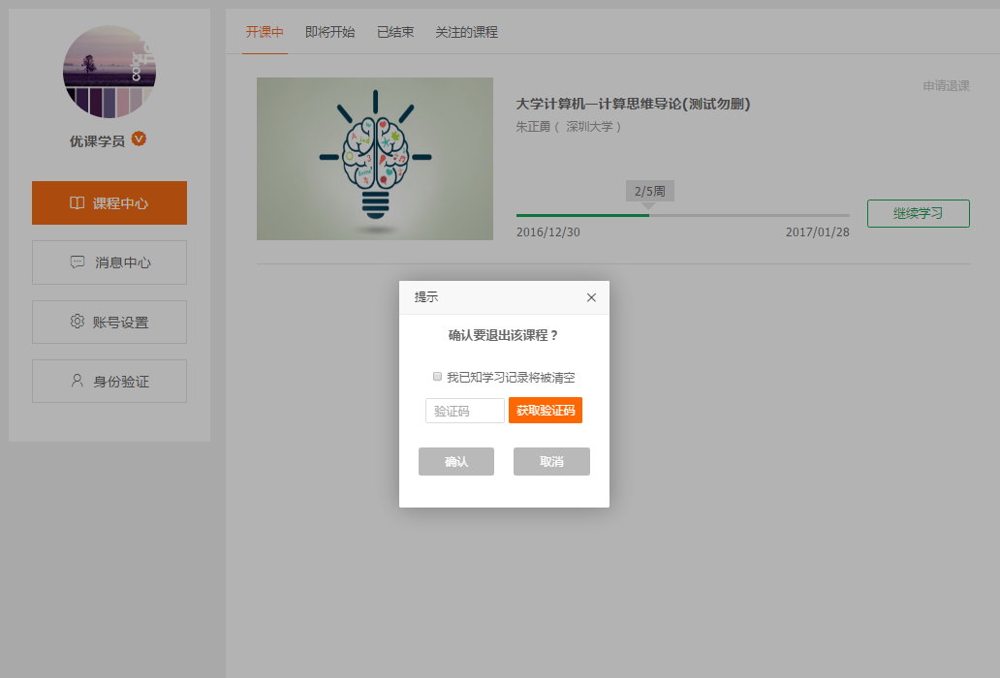 color
优课学员
课程中心
消息中心
账号设置
身份验证
开课中 即将开始 已结束 关注的课程
申请退课
大学计算机—计算思维导论(测试勿删)
朱正勇（ 深圳大学 ）
2/5周
继续学习
2016/12/30 2017/01/28
提示
确认要退出该课程？
我已知学习记录将被清空
验证码 获取验证码
确认 取消